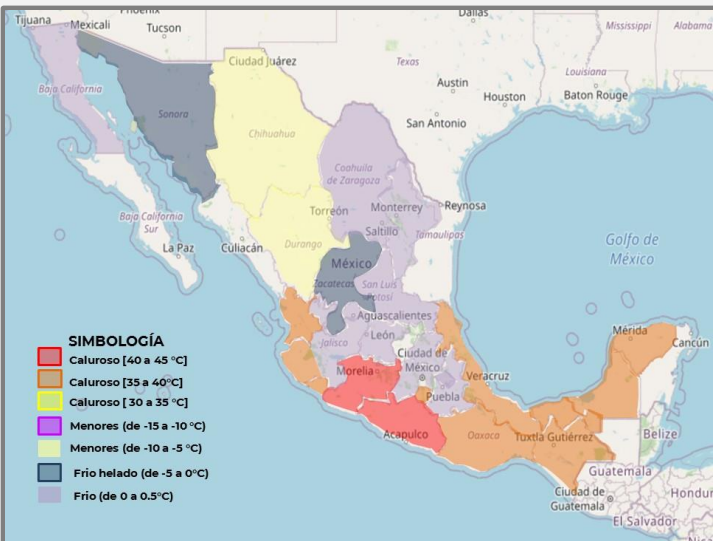 Phoenix
Dallas
Tijuana
Mexicali
Tucson
Mississippi
Alabama
Ciudad Juárez
Texas
Baja California
Louisiana
Austin
Baton Rouge
Houston
Sonora
San Antonio
Chihuahua
Coahuila
de Zaragoza
Torreón
Monterrey
Reynosa
Baja California
Sur
Saltillo
Tamaulipas
La Paz
Culiacán
Durango
Golfo de
México
México
Zacatecas
San Luis
Potosí
Aguascalientes
Mérida
Cancún
León
Jalisco
Ciudad de
México
Morelia
Veracruz
Puebla
Acapulco
Oaxaca
Tuxtla Gutiérrez
Belize
Guatemala
Ciudad de
Guatemala
Hondur
El Salvador
SIMBOLOGÍA
Caluroso [40 a 45 °C]
Caluroso [35 a 40°C]
Caluroso [ 30 a 35 °C]
Menores (de -15 a -10 °C)
Menores (de -10 a -5 °C)
Frio helado (de -5 a 0°C)
Frio (de 0 a 0.5°C)